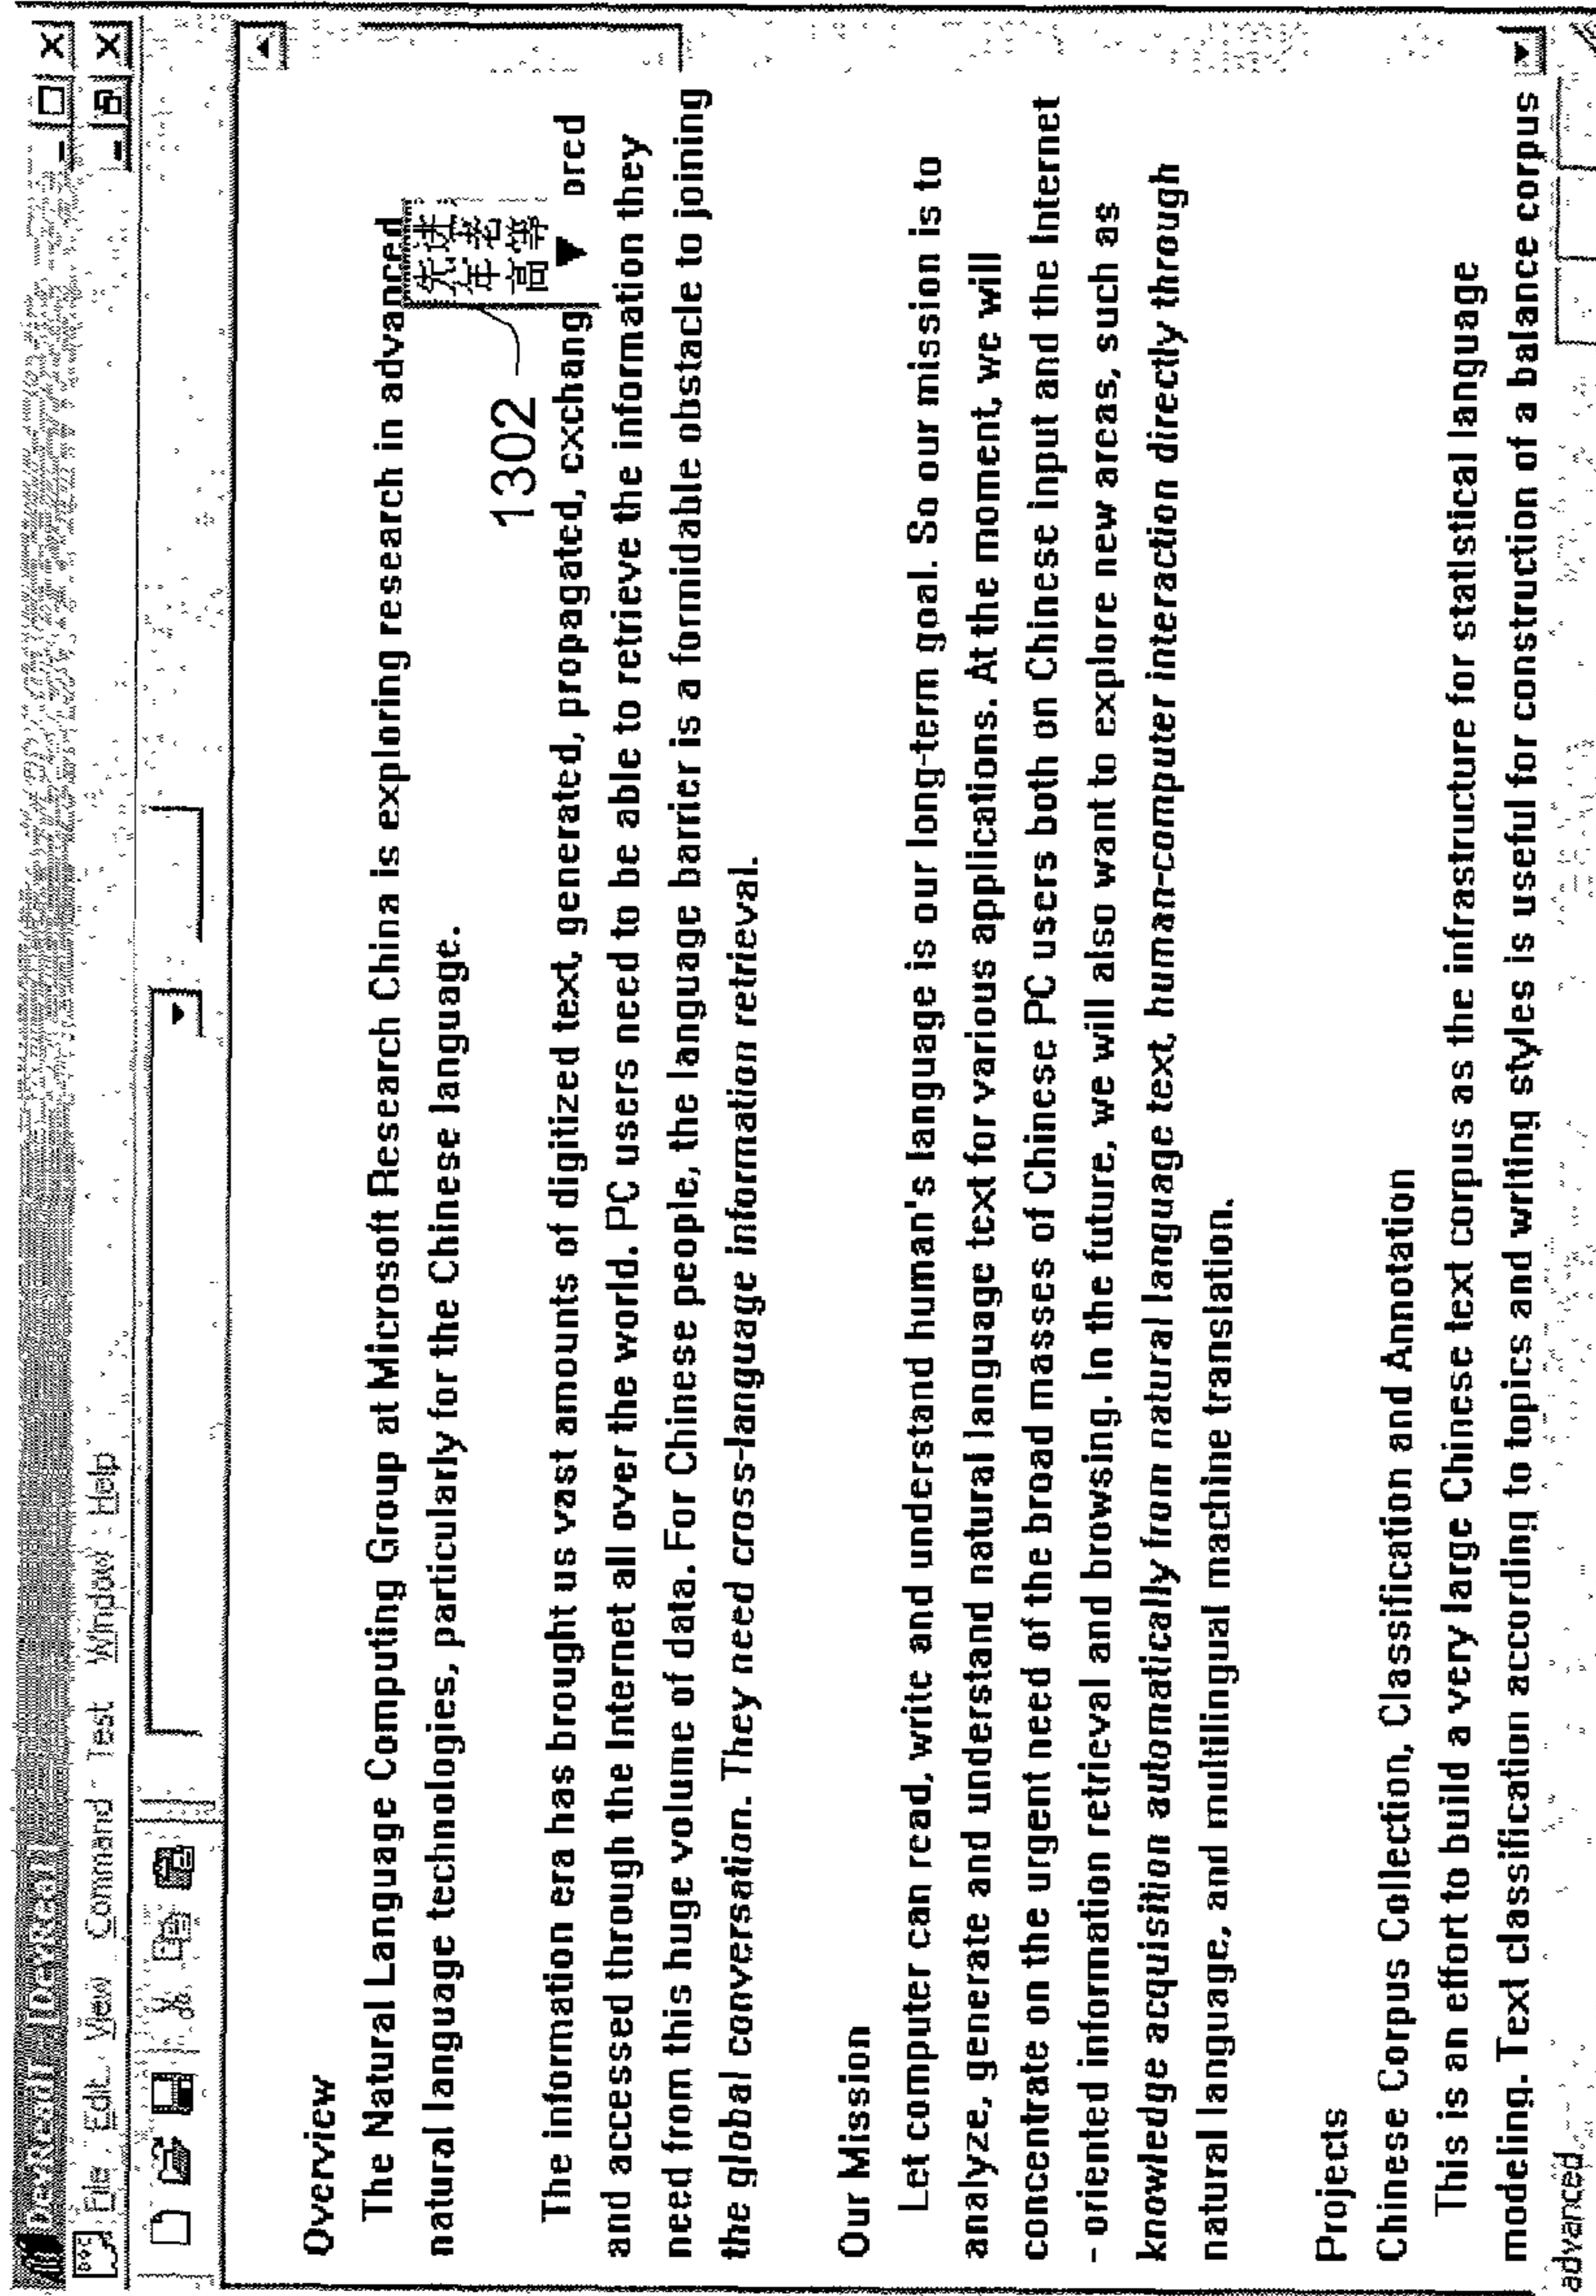 File Edit View Command Test Window Help
Overview
The Natural Language Computing Group at Microsoft Research China is exploring research in advanced
natural language technologies, particularly for the Chinese language.
先进
年老
高等
1302
The information era has brought us vast amounts of digitized text, generated, propagated, exchang ored
and accessed through the Internet all over the world. PC users need to be able to retrieve the information they
need from this huge volume of data. For Chinese people, the language barrier is a formidable obstacle to joining
the global conversation. They need cross-language information retrieval.
Our Mission
Let computer can read, write and understand human's language is our long-term goal. So our mission is to
analyze, generate and understand natural language text for various applications. At the moment, we will
concentrate on the urgent need of the broad masses of Chinese PC users both on Chinese input and the Internet
- oriented information retrieval and browsing. In the future, we will also want to explore new areas, such as
knowledge acquisition automatically from natural language text, human-computer interaction directly through
natural language, and multilingual machine translation.
Projects
Chinese Corpus Collection, Classification and Annotation
This is an effort to build a very large Chinese text corpus as the infrastructure for statistical language
modeling. Text classification according to topics and writing styles is useful for construction of a balance corpus
advanced